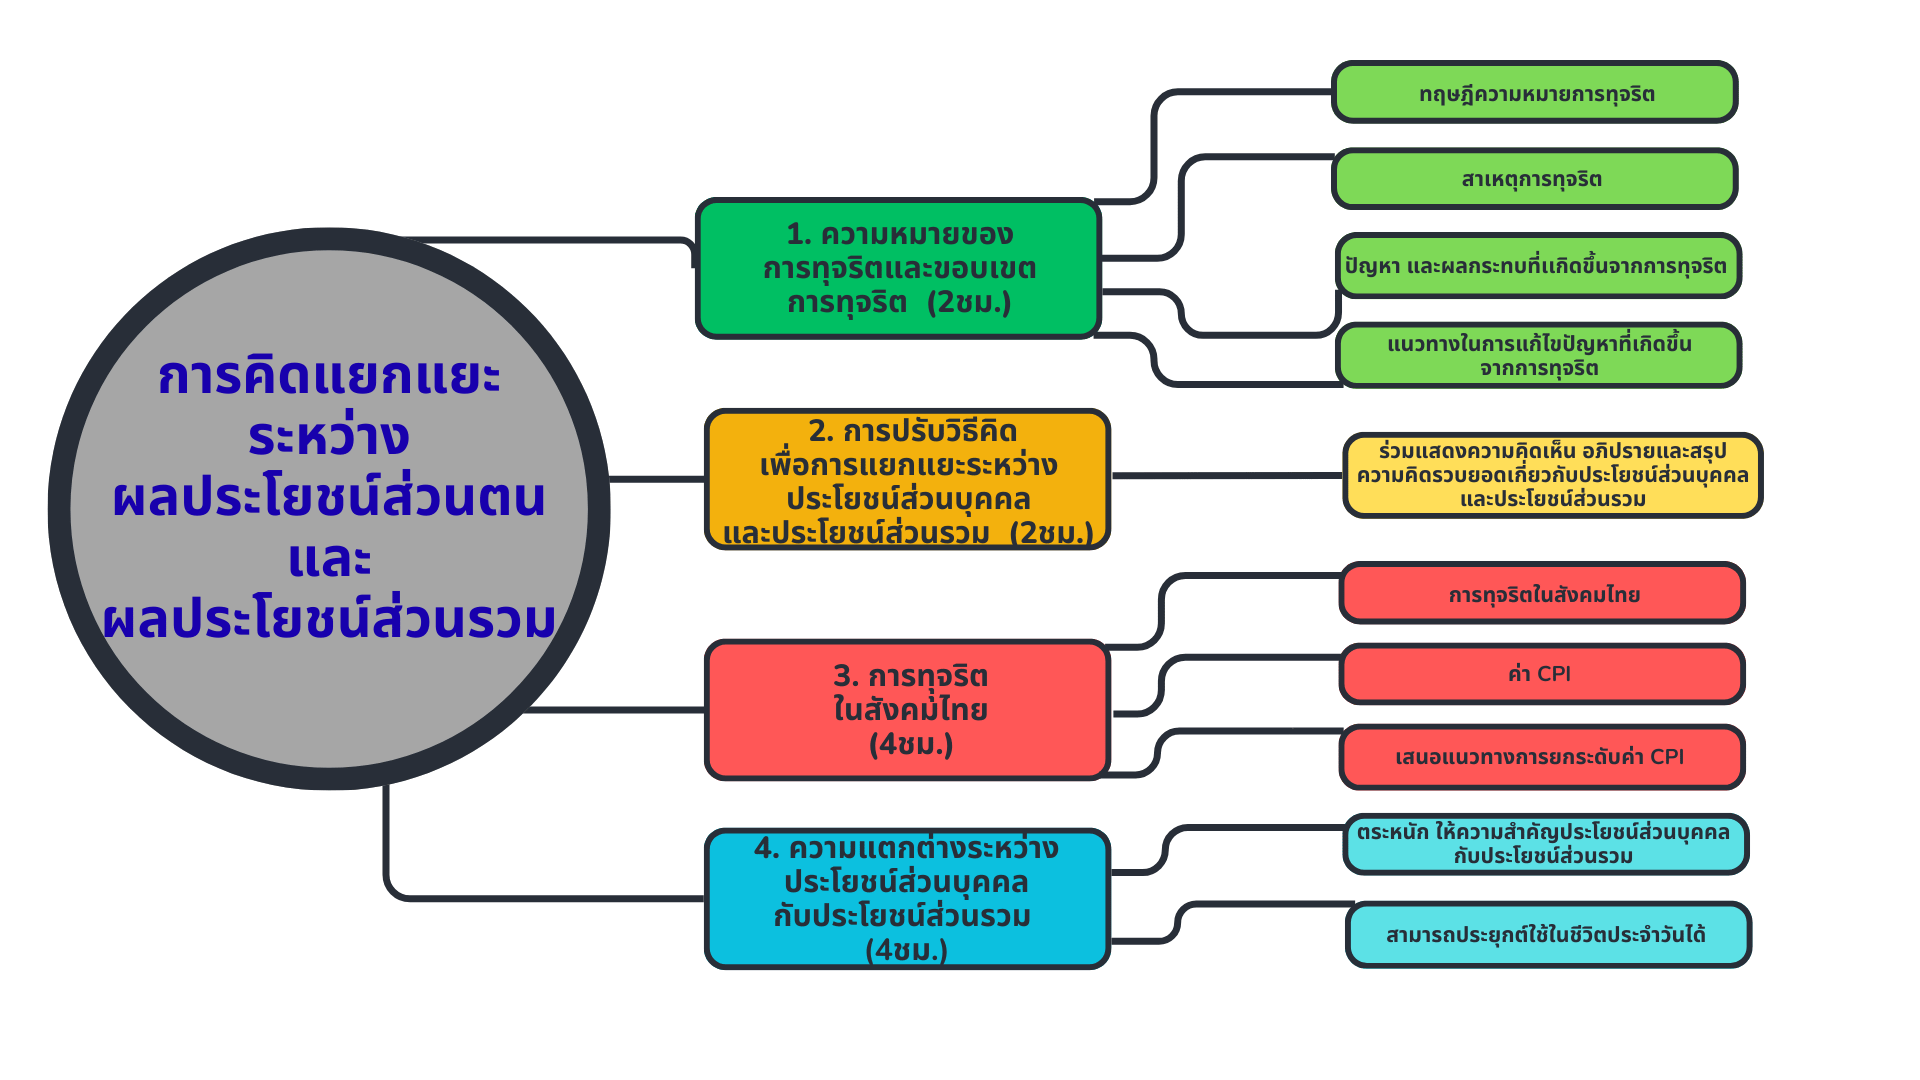 การคิดแยกแยะ
ระหว่าง
ผลประโยชน์ส่วนตน
และ
ผลประโยชน์ส่วนรวม
1. ความหมายของ
การทุจริตและขอบเขต
การทุจริต (2ชม.)
ทฤษฎีความหมายการทุจริต
สาเหตุการทุจริต
ปัญหา และผลกระทบที่เกิดขึ้นจากการทุจริต
แนวทางในการแก้ไขปัญหาที่เกิดขึ้น
จากการทุจริต
2. การปรับวิธีคิด
เพื่อการแยกแยะระหว่าง
ประโยชน์ส่วนบุคคล
และประโยชน์ส่วนรวม (2ชม.)
ร่วมแสดงความคิดเห็น อภิปรายและสรุป
ความคิดรวบยอดเกี่ยวกับประโยชน์ส่วนบุคคล
และประโยชน์ส่วนรวม
3. การทุจริต
ในสังคมไทย
(4ชม.)
การทุจริตในสังคมไทย
ค่า CPI
เสนอแนวทางการยกระดับค่า CPI
4. ความแตกต่างระหว่าง
ประโยชน์ส่วนบุคคล
กับประโยชน์ส่วนรวม
(4ชม.)
ตระหนัก ให้ความสำคัญประโยชน์ส่วนบุคคล
กับประโยชน์ส่วนรวม
สามารถประยุกต์ใช้ในชีวิตประจำวันได้